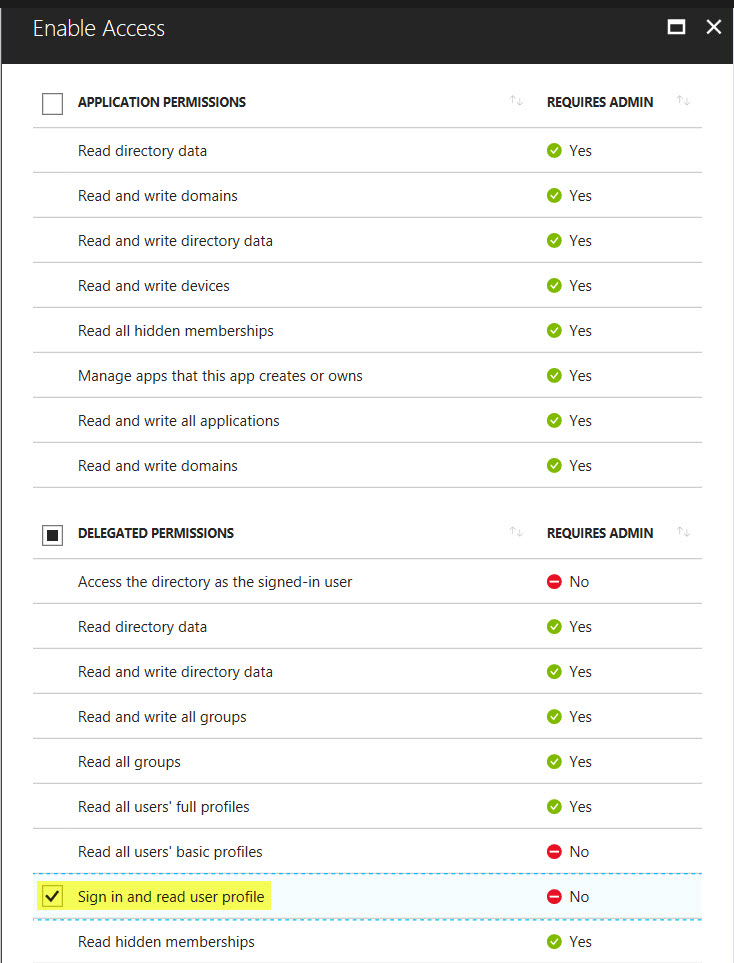 Enable Access
APPLICATION PERMISSIONS REQUIRES ADMIN
Read directory data Yes
Read and write domains Yes
Read and write directory data Yes
Read and write devices Yes
Read all hidden memberships Yes
Manage apps that this app creates or owns Yes
Read and write all applications Yes
Read and write domains Yes
DELEGATED PERMISSIONS REQUIRES ADMIN
Access the directory as the signed-in user No
Read directory data Yes
Read and write directory data Yes
Read and write all groups Yes
Read all groups Yes
Read all users' full profiles Yes
Read all users' basic profiles No
Sign in and read user profile No
Read hidden memberships Yes